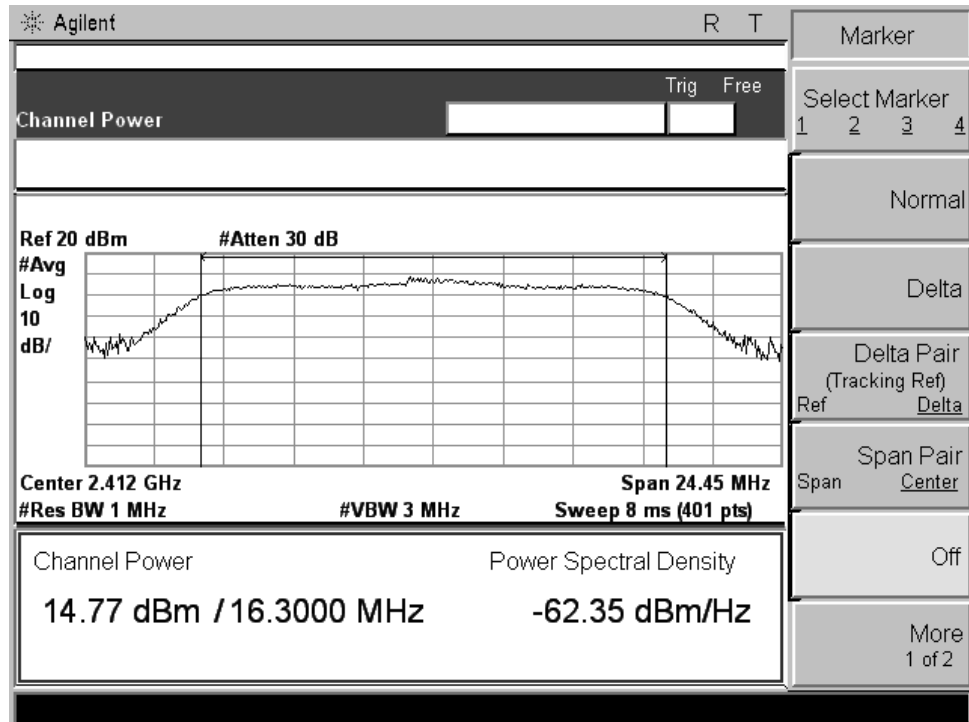 Agilent
R T
Trig Free
Channel Power
Ref 20 dBm #Atten 30 dB
#Avg
Log
10
dB/
Center 2.412 GHz Span 24.45 MHz
#Res BW 1 MHz #VBW 3 MHz Sweep 8 ms (401 pts)
Channel Power Power Spectral Density
14.77 dBm / 16.3000 MHz -62.35 dBm/Hz
Marker
Select Marker
1 2 3 4
Normal
Delta
Delta Pair
(Tracking Ref)
Ref Delta
Span Pair
Span Center
Off
More
1 of 2